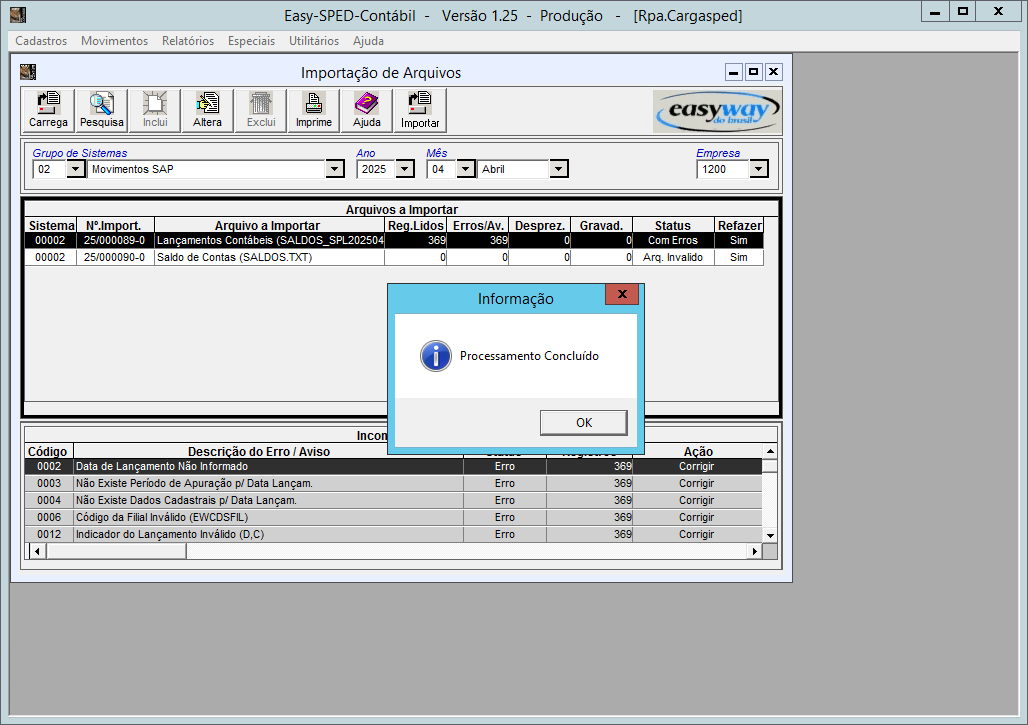 Easy-SPED-Contábil - Versão 1.25 - Produção - [Rpa.Cargasped]
Cadastros Movimentos Relatórios Especiais Utilitários Ajuda
Importação de Arquivos
Carrega Pesquisa Inclui Altera Exclui Imprime Ajuda Importar
easyway
do brasil
Grupo de Sistemas Ano Mês Empresa
02 Movimentos SAP 2025 04 Abril 1200
Arquivos a Importar
Sistema Nº.Import. Arquivo a Importar Reg.Lidos Erros/Av. Desprez. Gravad. Status Refazer
00002 25/000089-0 Lançamentos Contábeis (SALDOS_SPL202504 369 369 0 0 Com Erros Sim
00002 25/000090-0 Saldo de Contas (SALDOS.TXT) 0 0 0 0 Arq. Invalido Sim
Informação
Processamento Concluído
OK
Incon
Código Descrição do Erro / Aviso Status Registros Ação
0002 Data de Lançamento Não Informado Erro 369 Corrigir
0003 Não Existe Período de Apuração p/ Data Lançam. Erro 369 Corrigir
0004 Não Existe Dados Cadastrais p/ Data Lançam. Erro 369 Corrigir
0006 Código da Filial Inválido (EWCDSFIL) Erro 369 Corrigir
0012 Indicador do Lançamento Inválido (D,C) Erro 369 Corrigir